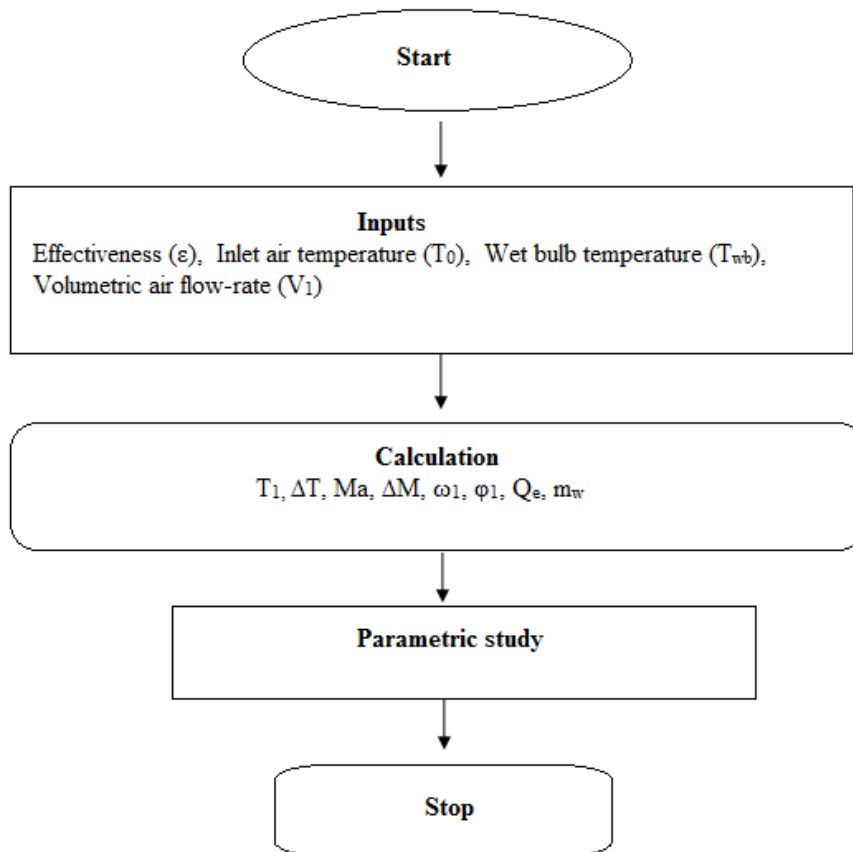 Start
Inputs
Effectiveness (ε), Inlet air temperature (T₀), Wet bulb temperature (Twb),
Volumetric air flow-rate (V₁)
Calculation
T₁, ΔT, Ma, ΔM, ω₁, φ₁, Qₑ, mw
Parametric study
Stop